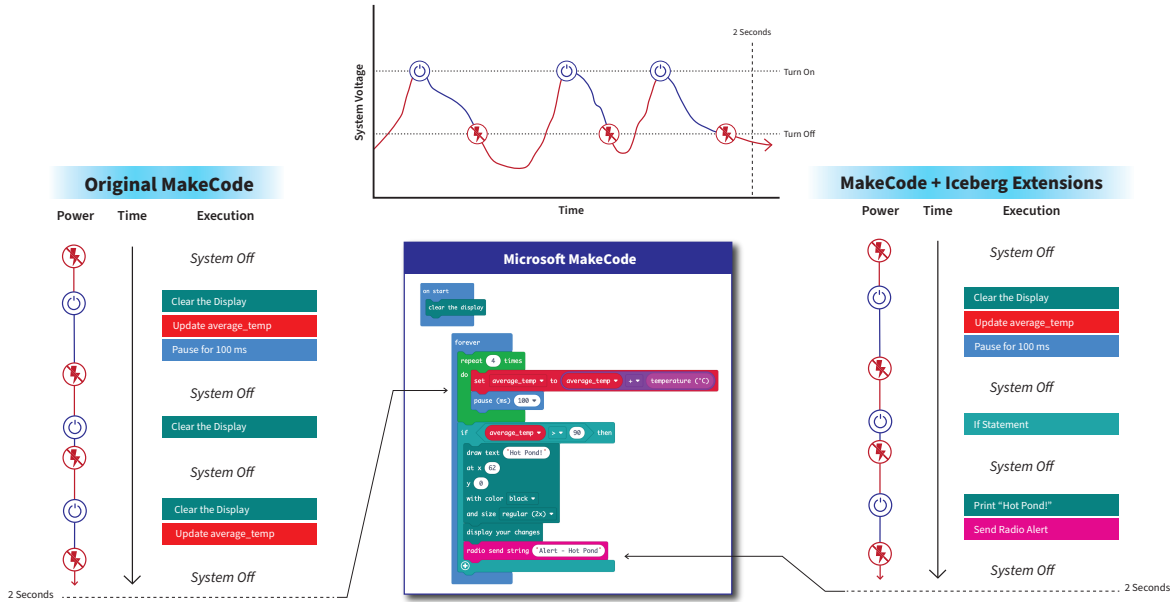 2 Seconds
Turn On
Turn Off
System Voltage
Time
Original MakeCode
Power Time Execution
System Off
Clear the Display
Update average_temp
Pause for 100 ms
System Off
Clear the Display
System Off
Clear the Display
Update average_temp
System Off
2 Seconds
Microsoft MakeCode
on start
clear the display
forever
repeat 4 times
do
set average_temp to average_temp + temperature (°C)
pause (ms) 100
if average_temp > 90 then
draw text "Hot Pond!"
at x 62
y 0
with color black
and size regular (2x)
display your changes
radio send string "Alert - Hot Pond"
MakeCode + Iceberg Extensions
Power Time Execution
System Off
Clear the Display
Update average_temp
Pause for 100 ms
System Off
If Statement
System Off
Print “Hot Pond!”
Send Radio Alert
System Off
2 Seconds